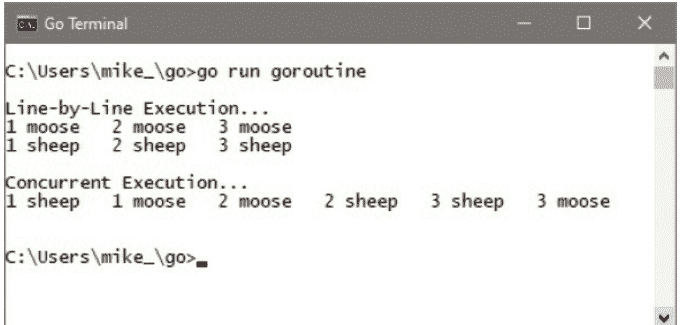 Go Terminal
C:\Users\mike_\go>go run goroutine
Line-by-Line Execution...
1 moose   2 moose   3 moose
1 sheep   2 sheep   3 sheep
Concurrent Execution...
1 sheep   1 moose   2 moose   2 sheep   3 sheep   3 moose
C:\Users\mike_\go>